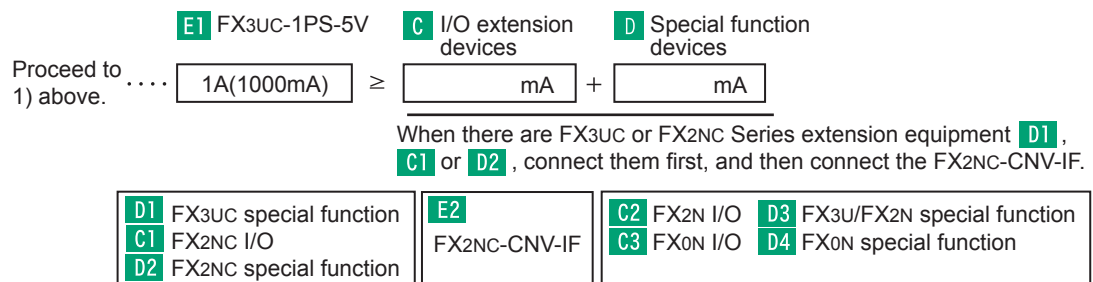 E1 FX3UC-1PS-5V
C I/O extension devices
D Special function devices
Proceed to 1) above. ····
1A(1000mA) ≥ mA + mA
When there are FX3UC or FX2NC Series extension equipment D1 ,
C1 or D2 , connect them first, and then connect the FX2NC-CNV-IF.
D1 FX3UC special function
C1 FX2NC I/O
D2 FX2NC special function
E2
FX2NC-CNV-IF
C2 FX2N I/O D3 FX3U/FX2N special function
C3 FX0N I/O D4 FX0N special function